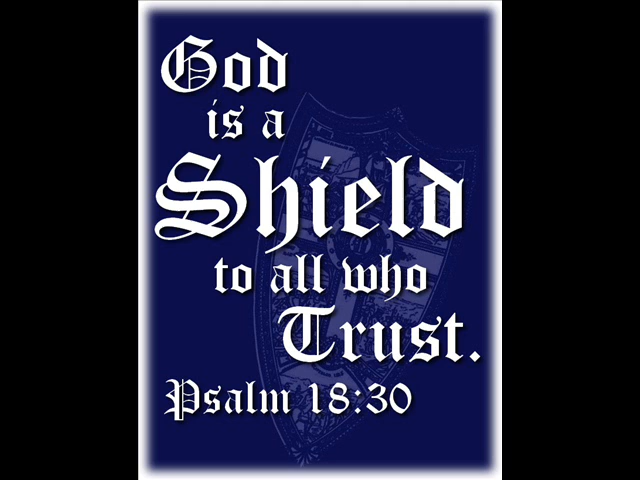 God
is a
Shield
to all who
Trust.
Psalm 18:30